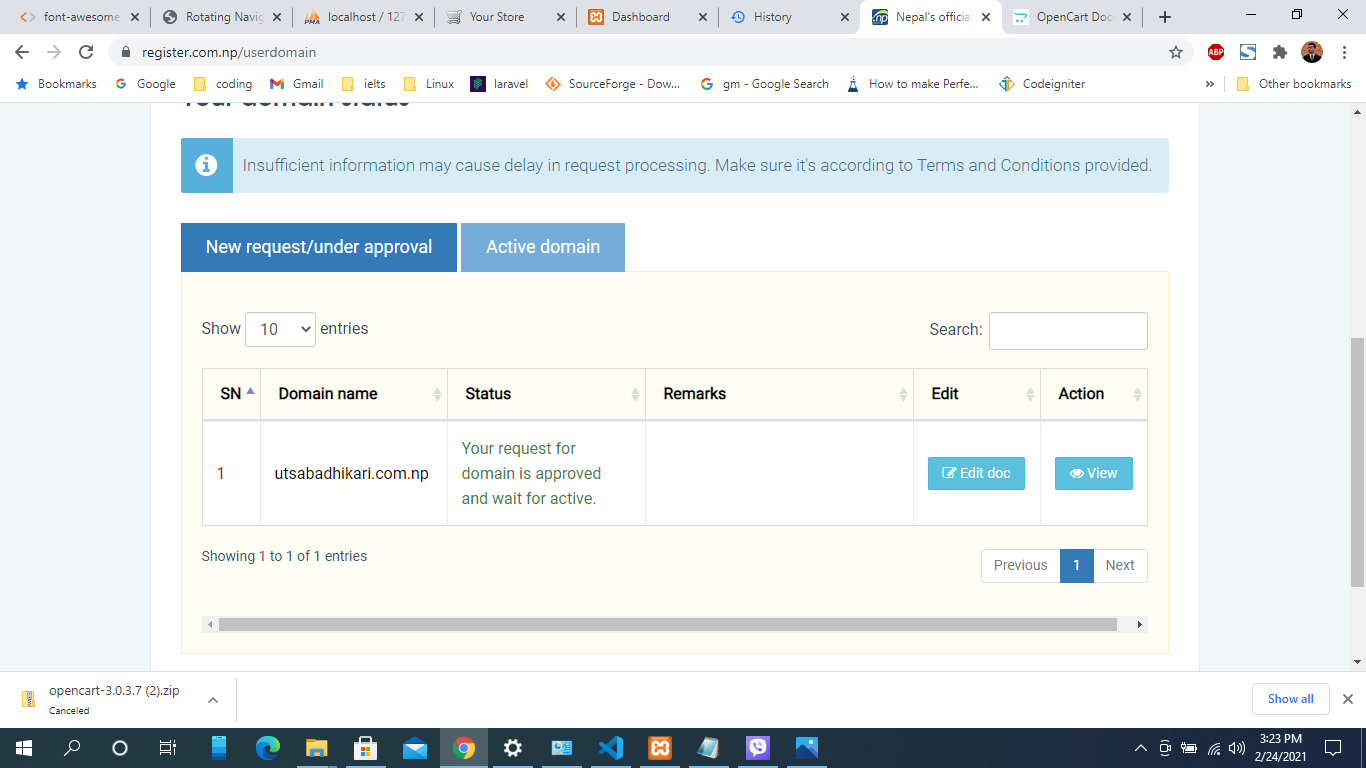 font-awesome
Rotating Navig
localhost / 127
Your Store
Dashboard
History
Nepal's official
OpenCart Doc
register.com.np/userdomain
ABP
Bookmarks
Google
coding
Gmail
ielts
Linux
laravel
SourceForge - Dow...
gm - Google Search
How to make Perfe...
Codeigniter
»
Other bookmarks
Insufficient information may cause delay in request processing. Make sure it's according to Terms and Conditions provided.
New request/under approval
Active domain
Show 10 entries
Search:
SN Domain name Status Remarks Edit Action
1 utsabadhikari.com.np Your request for
domain is approved
and wait for active.
Edit doc
View
Showing 1 to 1 of 1 entries
Previous 1 Next
opencart-3.0.3.7 (2).zip
Canceled
Show all
3:23 PM
2/24/2021